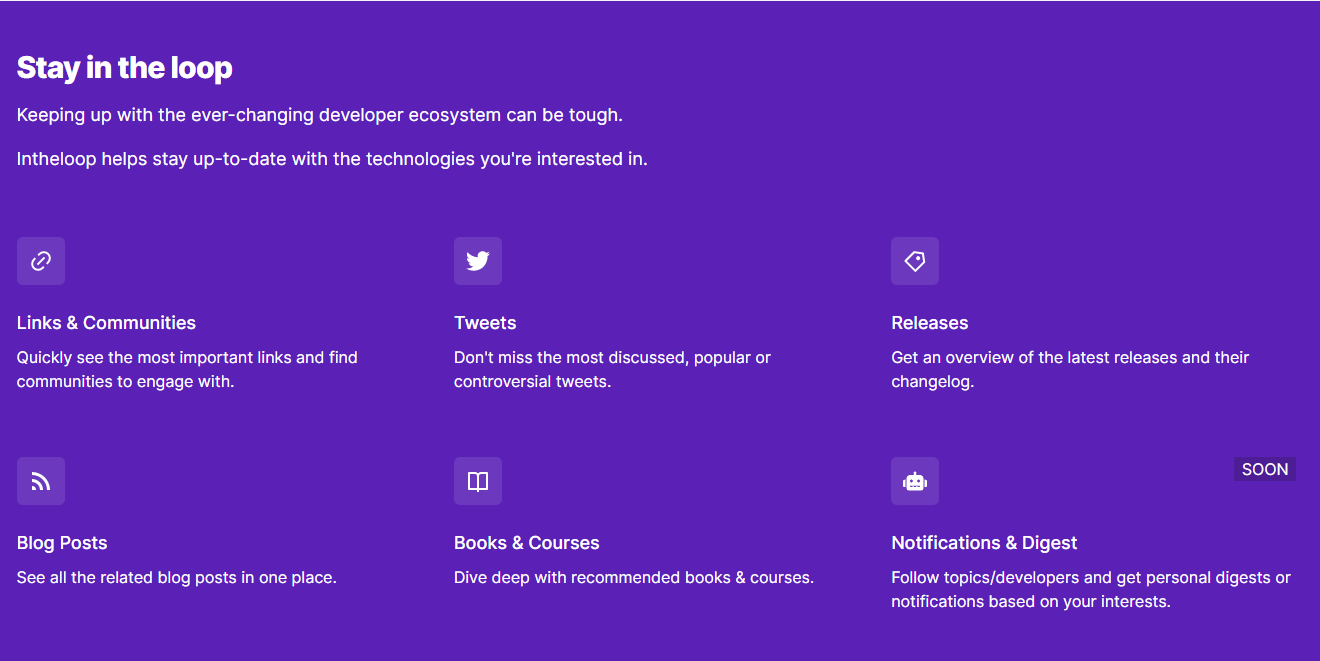 Stay in the loop
Keeping up with the ever-changing developer ecosystem can be tough.
Intheloop helps stay up-to-date with the technologies you're interested in.
Links & Communities
Quickly see the most important links and find
communities to engage with.
Tweets
Don't miss the most discussed, popular or
controversial tweets.
Releases
Get an overview of the latest releases and their
changelog.
Blog Posts
See all the related blog posts in one place.
Books & Courses
Dive deep with recommended books & courses.
SOON
Notifications & Digest
Follow topics/developers and get personal digests or
notifications based on your interests.